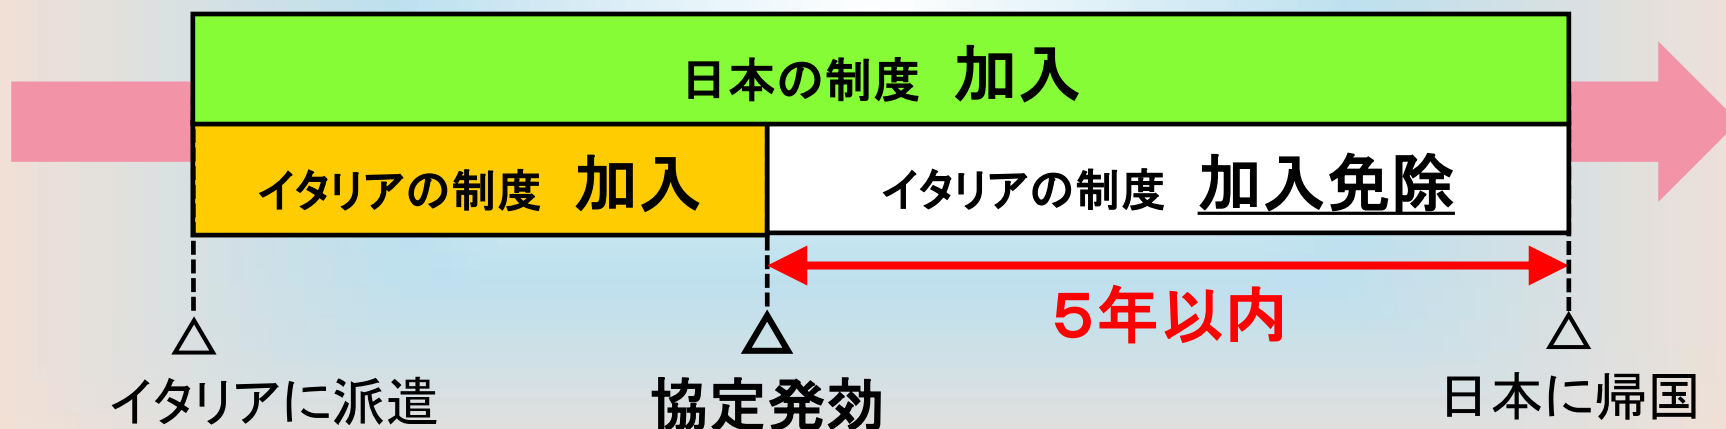 日本の制度 加入
イタリアの制度 加入
イタリアの制度 加入免除
５年以内
イタリアに派遣
協定発効
日本に帰国